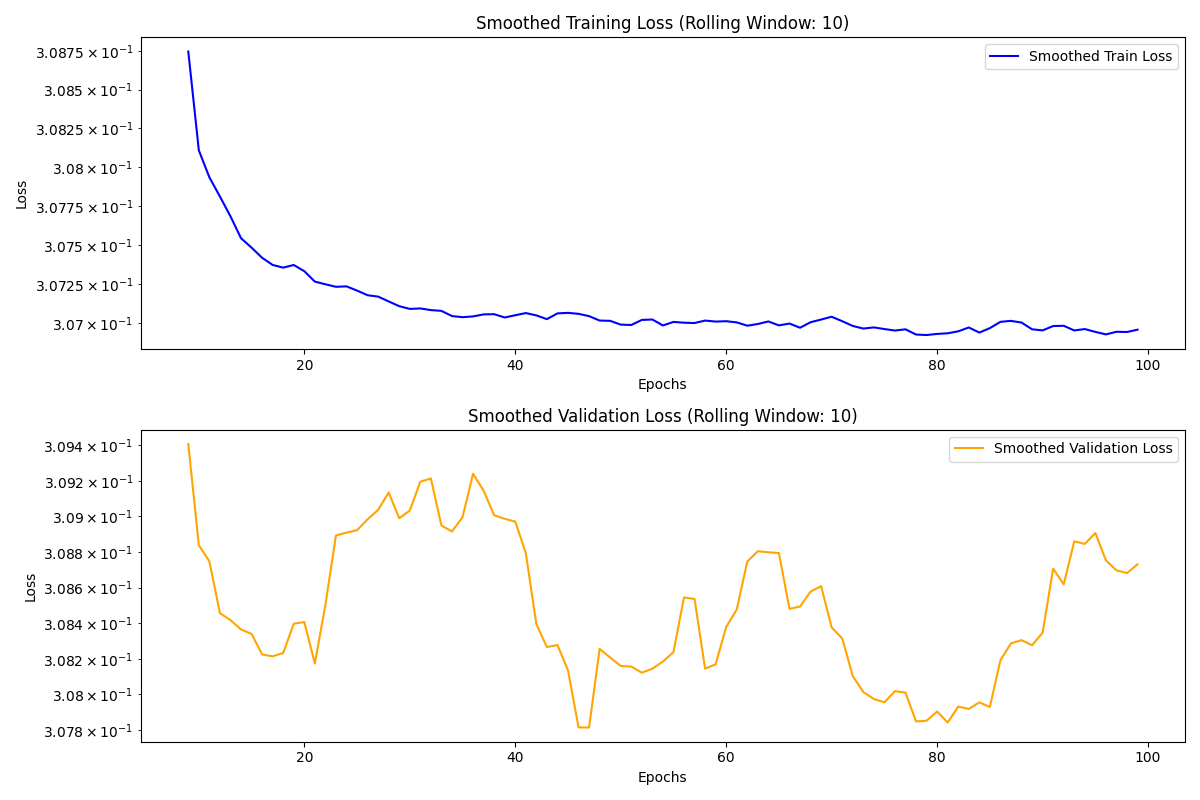 Smoothed Training Loss (Rolling Window: 10)
3.0875 × 10⁻¹
3.085 × 10⁻¹
3.0825 × 10⁻¹
3.08 × 10⁻¹
3.0775 × 10⁻¹
3.075 × 10⁻¹
3.0725 × 10⁻¹
3.07 × 10⁻¹
Loss
Smoothed Train Loss
20 40 60 80 100
Epochs
Smoothed Validation Loss (Rolling Window: 10)
3.094 × 10⁻¹
3.092 × 10⁻¹
3.09 × 10⁻¹
3.088 × 10⁻¹
3.086 × 10⁻¹
3.084 × 10⁻¹
3.082 × 10⁻¹
3.08 × 10⁻¹
3.078 × 10⁻¹
Loss
Smoothed Validation Loss
20 40 60 80 100
Epochs